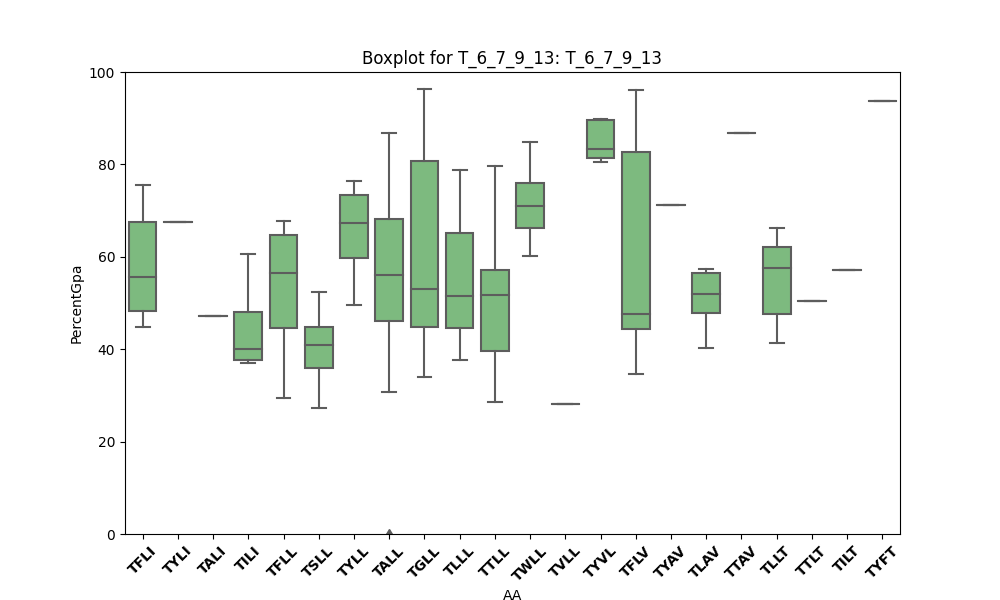 Boxplot for T_6_7_9_13: T_6_7_9_13
PercentGpa
100
80
60
40
20
0
TFLI TYLI TALI TILI TFLL TSLL TYLL TALL TGLL TLLL TTLL TWLL TVLL TYVL TFLV TYAV TLAV TTAV TLLT TTLT TILT TYFT
AA